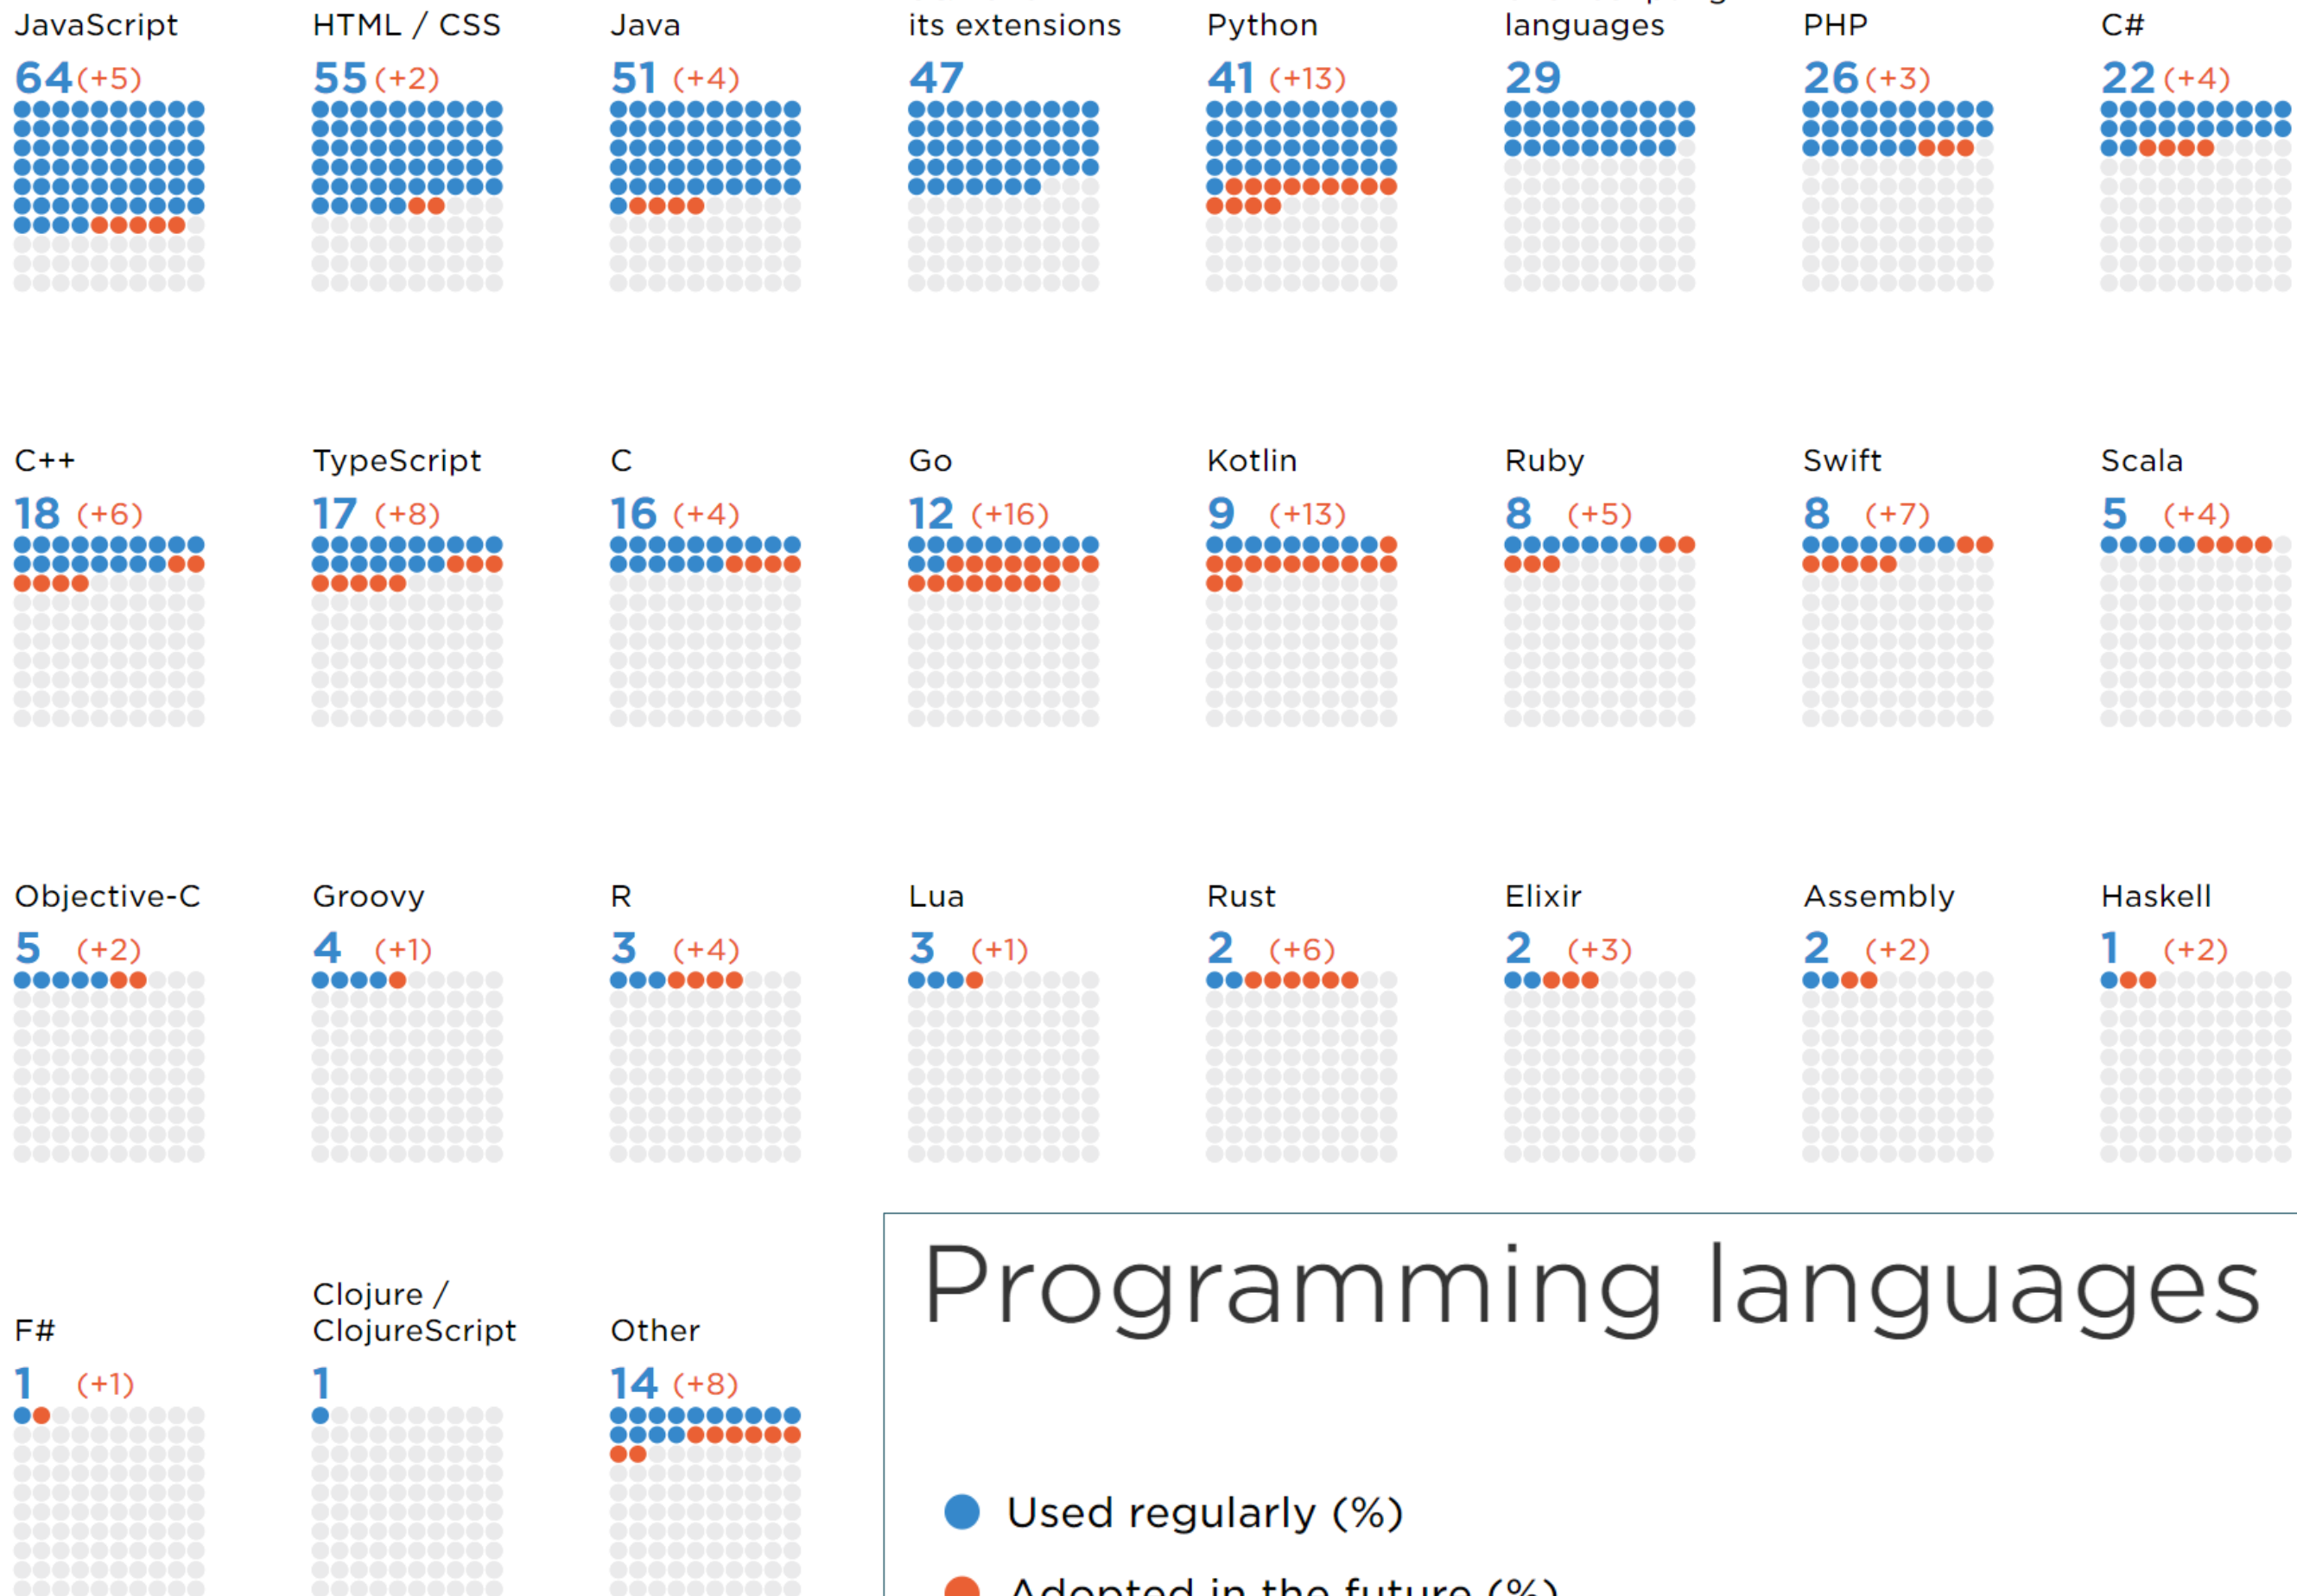 JavaScript
64 (+5)
HTML / CSS
55 (+2)
Java
51 (+4)
its extensions
47
Python
41 (+13)
languages
29
PHP
26 (+3)
C#
22 (+4)
C++
18 (+6)
TypeScript
17 (+8)
C
16 (+4)
Go
12 (+16)
Kotlin
9 (+13)
Ruby
8 (+5)
Swift
8 (+7)
Scala
5 (+4)
Objective-C
5 (+2)
Groovy
4 (+1)
R
3 (+4)
Lua
3 (+1)
Rust
2 (+6)
Elixir
2 (+3)
Assembly
2 (+2)
Haskell
1 (+2)
F#
1 (+1)
Clojure /
ClojureScript
1
Other
14 (+8)
Programming languages
Used regularly (%)
Adopted in the future (%)